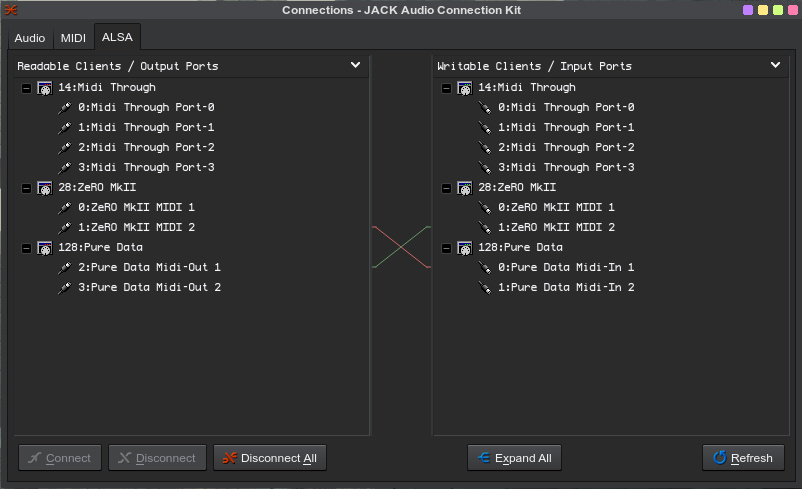 Connections - JACK Audio Connection Kit
Audio MIDI ALSA
Readable Clients / Output Ports
14:Midi Through
0:Midi Through Port-0
1:Midi Through Port-1
2:Midi Through Port-2
3:Midi Through Port-3
28:ZeRO MkII
0:ZeRO MkII MIDI 1
1:ZeRO MkII MIDI 2
128:Pure Data
2:Pure Data Midi-Out 1
3:Pure Data Midi-Out 2
Writable Clients / Input Ports
14:Midi Through
0:Midi Through Port-0
1:Midi Through Port-1
2:Midi Through Port-2
3:Midi Through Port-3
28:ZeRO MkII
0:ZeRO MkII MIDI 1
1:ZeRO MkII MIDI 2
128:Pure Data
0:Pure Data Midi-In 1
1:Pure Data Midi-In 2
Connect Disconnect Disconnect All Expand All Refresh